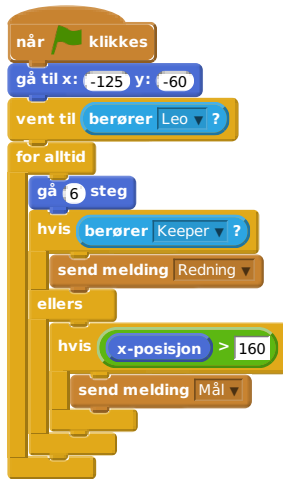 når klikkes
gå til x: -125 y: -60
vent til berører Leo ?
for alltid
gå 6 steg
hvis berører Keeper ?
send melding Redning
ellers
hvis x-posisjon > 160
send melding Mål